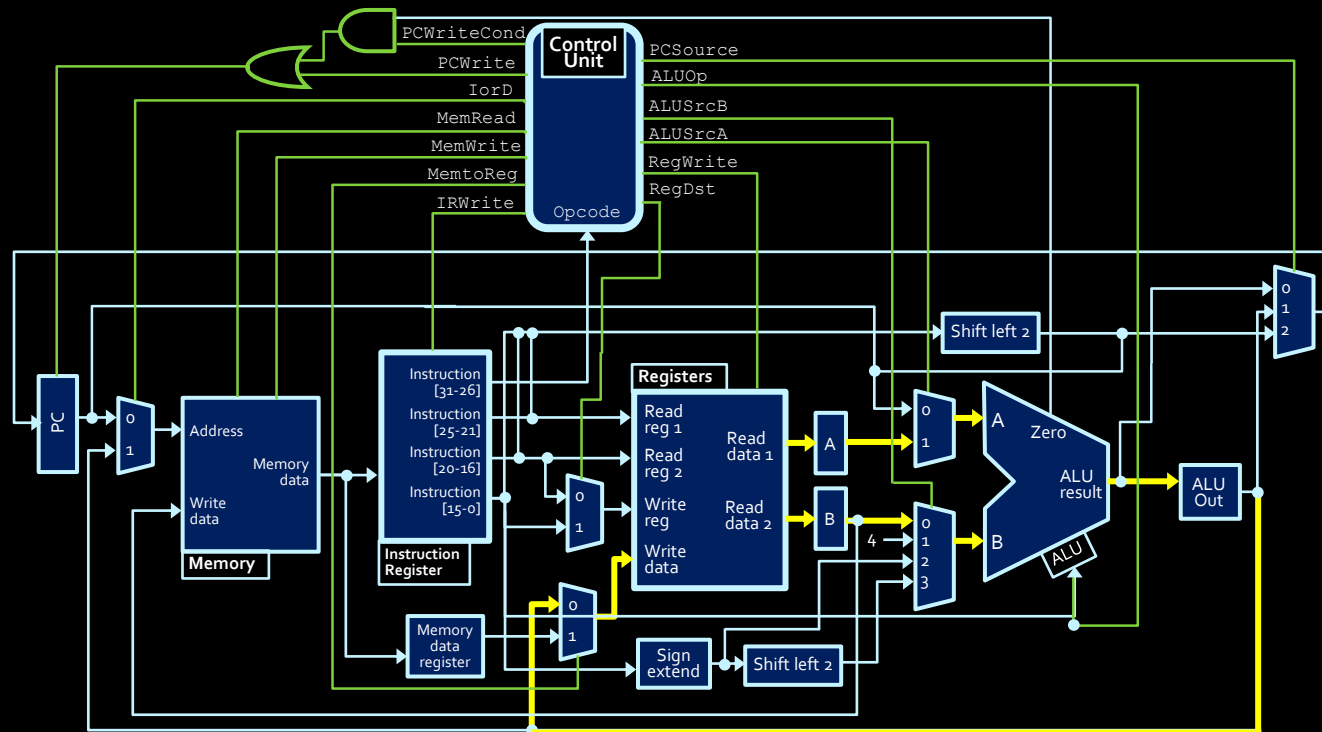 PCWriteCond
PCWrite
IorD
MemRead
MemWrite
MemtoReg
IRWrite
Control
Unit
Opcode
PCSource
ALUOp
ALUSrcB
ALUSrcA
RegWrite
RegDst
0
1
2
Shift left 2
PC
0
1
Address
Memory
data
Write
data
Memory
Instruction
[31-26]
Instruction
[25-21]
Instruction
[20-16]
Instruction
[15-0]
Instruction
Register
0
1
Registers
Read
reg 1
Read
reg 2
Write
reg
Write
data
Read
data 1
Read
data 2
A
B
0
1
4
0
1
2
3
A
B
Zero
ALU
result
ALU
ALU
Out
Memory
data
register
0
1
Sign
extend
Shift left 2